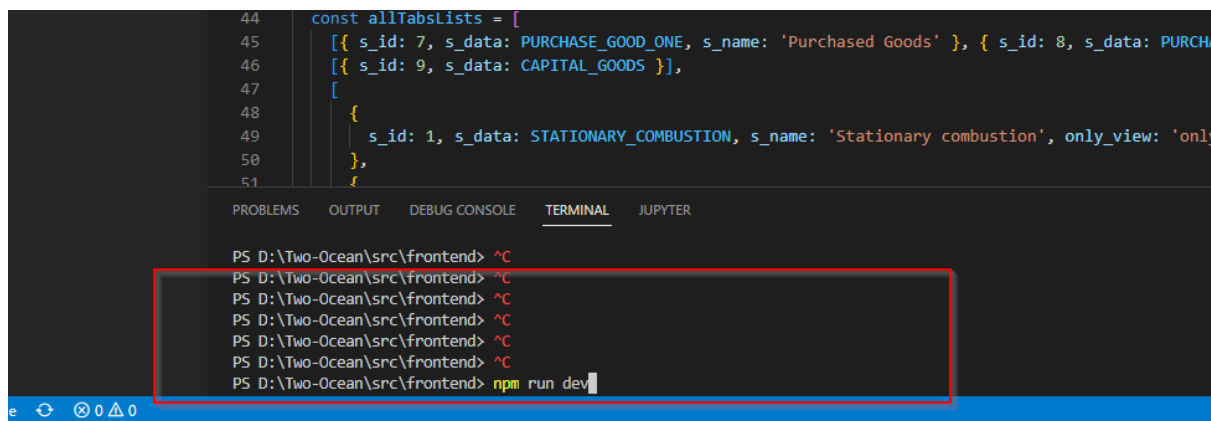 44 const allTabsLists = [
45 [{ s_id: 7, s_data: PURCHASE_GOOD_ONE, s_name: 'Purchased Goods' }, { s_id: 8, s_data: PURCH
46 [{ s_id: 9, s_data: CAPITAL_GOODS }],
47 [
48 {
49 s_id: 1, s_data: STATIONARY_COMBUSTION, s_name: 'Stationary combustion', only_view: 'onl
50 },
51 {
PROBLEMS OUTPUT DEBUG CONSOLE TERMINAL JUPYTER
PS D:\Two-Ocean\src\frontend> ^C
PS D:\Two-Ocean\src\frontend> ^C
PS D:\Two-Ocean\src\frontend> ^C
PS D:\Two-Ocean\src\frontend> ^C
PS D:\Two-Ocean\src\frontend> ^C
PS D:\Two-Ocean\src\frontend> ^C
PS D:\Two-Ocean\src\frontend> npm run dev
e 0 0